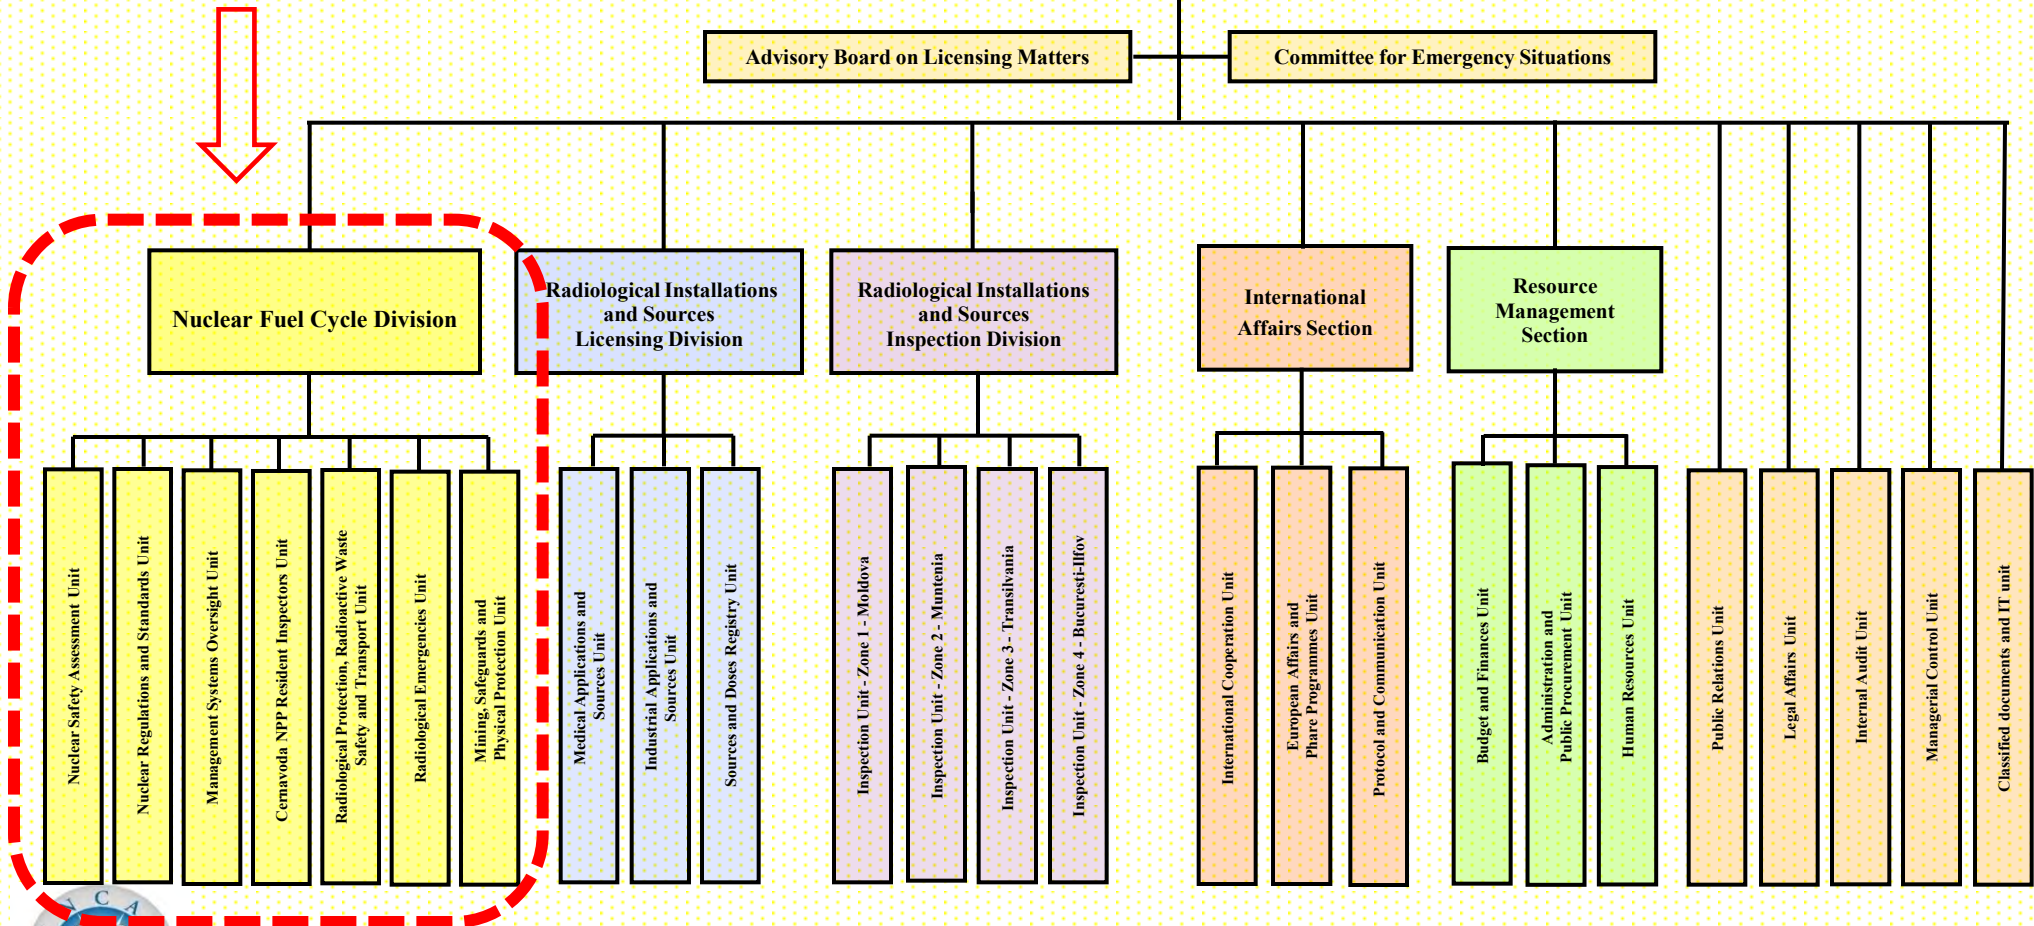 Advisory Board on Licensing Matters
Committee for Emergency Situations
Nuclear Fuel Cycle Division
Radiological Installations
and Sources
Licensing Division
Radiological Installations
and Sources
Inspection Division
International
Affairs Section
Resource
Management
Section
Nuclear Safety Assessment Unit
Nuclear Regulations and Standards Unit
Management Systems Oversight Unit
Cernavoda NPP Resident Inspectors Unit
Radiological Protection, Radioactive Waste
Safety and Transport Unit
Radiological Emergencies Unit
Mining, Safeguards and
Physical Protection Unit
Medical Applications and
Sources Unit
Industrial Applications and
Sources Unit
Sources and Doses Registry Unit
Inspection Unit - Zone 1 - Moldova
Inspection Unit - Zone 2 - Muntenia
Inspection Unit - Zone 3 - Transilvania
Inspection Unit - Zone 4 - Bucuresti-Ilfov
International Cooperation Unit
European Affairs and
Phare Programmes Unit
Protocol and Communication Unit
Budget and Finances Unit
Administration and
Public Procurement Unit
Human Resources Unit
Public Relations Unit
Legal Affairs Unit
Internal Audit Unit
Managerial Control Unit
Classified documents and IT unit
N C A